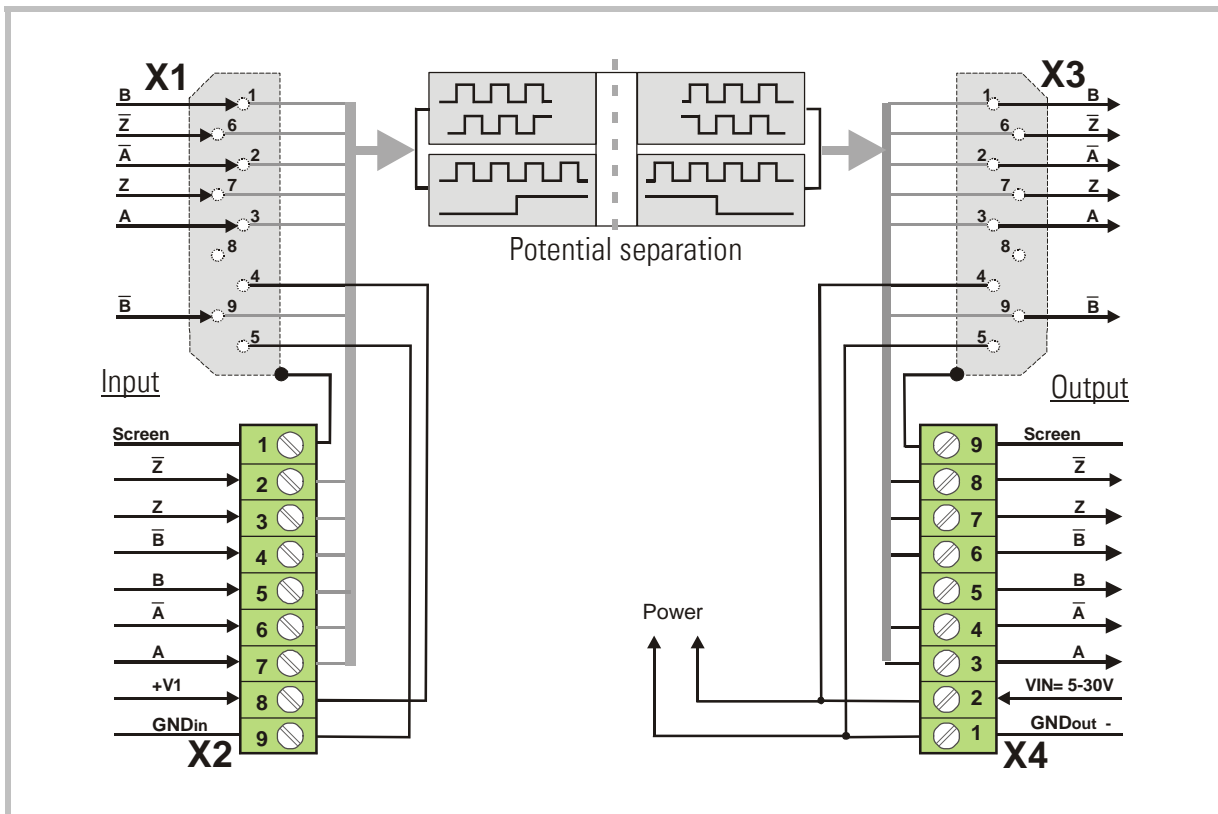 X1
B
1
Z̅
6
A̅
2
Z
7
A
3
8
4
B̅
9
5
Potential separation
X3
1
B
6
Z̅
2
A̅
7
Z
3
A
8
4
9
B̅
5
Input
Screen
1
Z̅
2
Z
3
B̅
4
B
5
A̅
6
A
7
+V1
8
GNDin
9
X2
Power
Output
9
Screen
8
Z̅
7
Z
6
B̅
5
B
4
A̅
3
A
2
VIN= 5-30V
1
GNDout -
X4